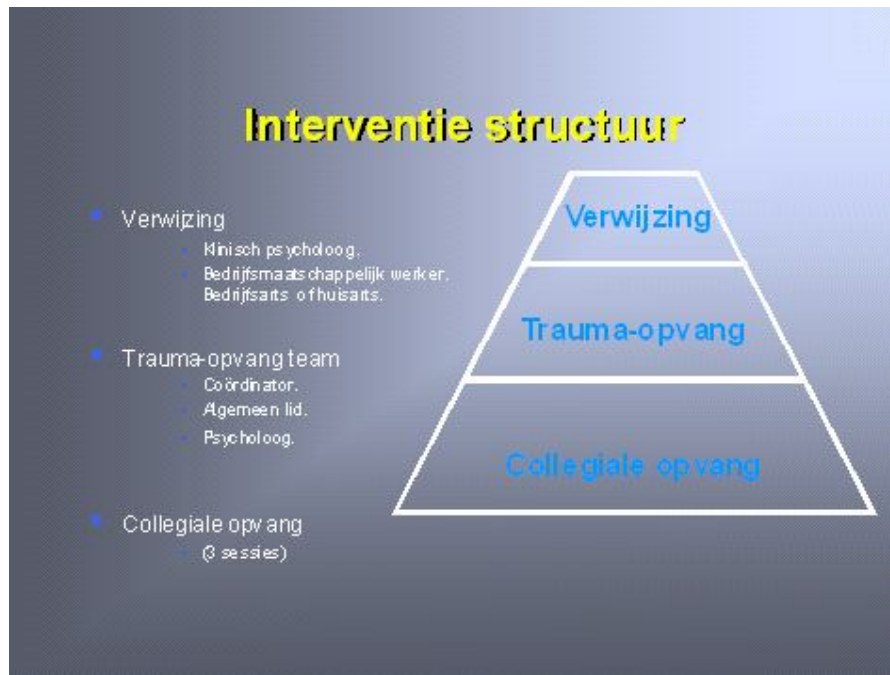 Interventie structuur
Verwijzing
Klinisch psycholoog.
Bedrijfsmaatschappelijk werker.
Bedrijfsarts of huisarts.
Trauma-opvang team
Coördinator.
Algemeen lid.
Psycholoog.
Collegiale opvang
(3 sessies)
Verwijzing
Trauma-opvang
Collegiale opvang